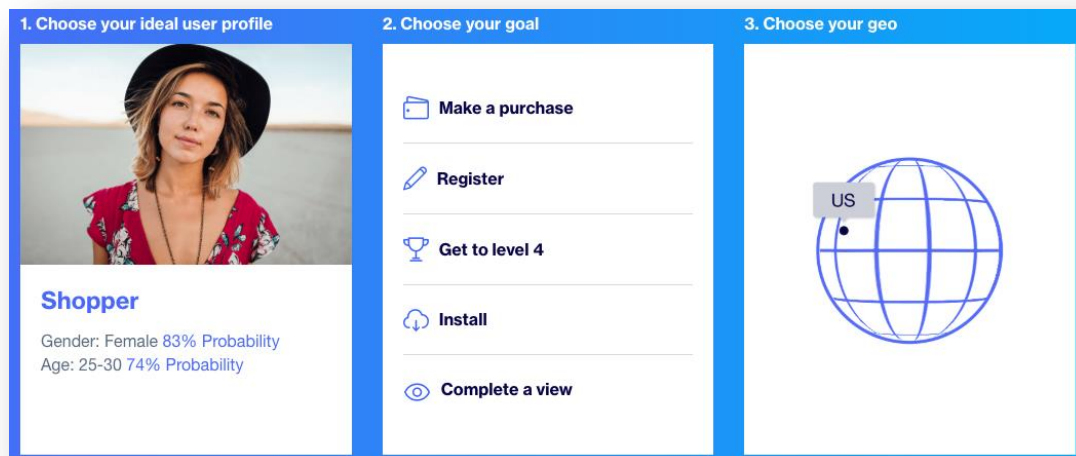 1. Choose your ideal user profile
Shopper
Gender: Female 83% Probability
Age: 25-30 74% Probability
2. Choose your goal
Make a purchase
Register
Get to level 4
Install
Complete a view
3. Choose your geo
US